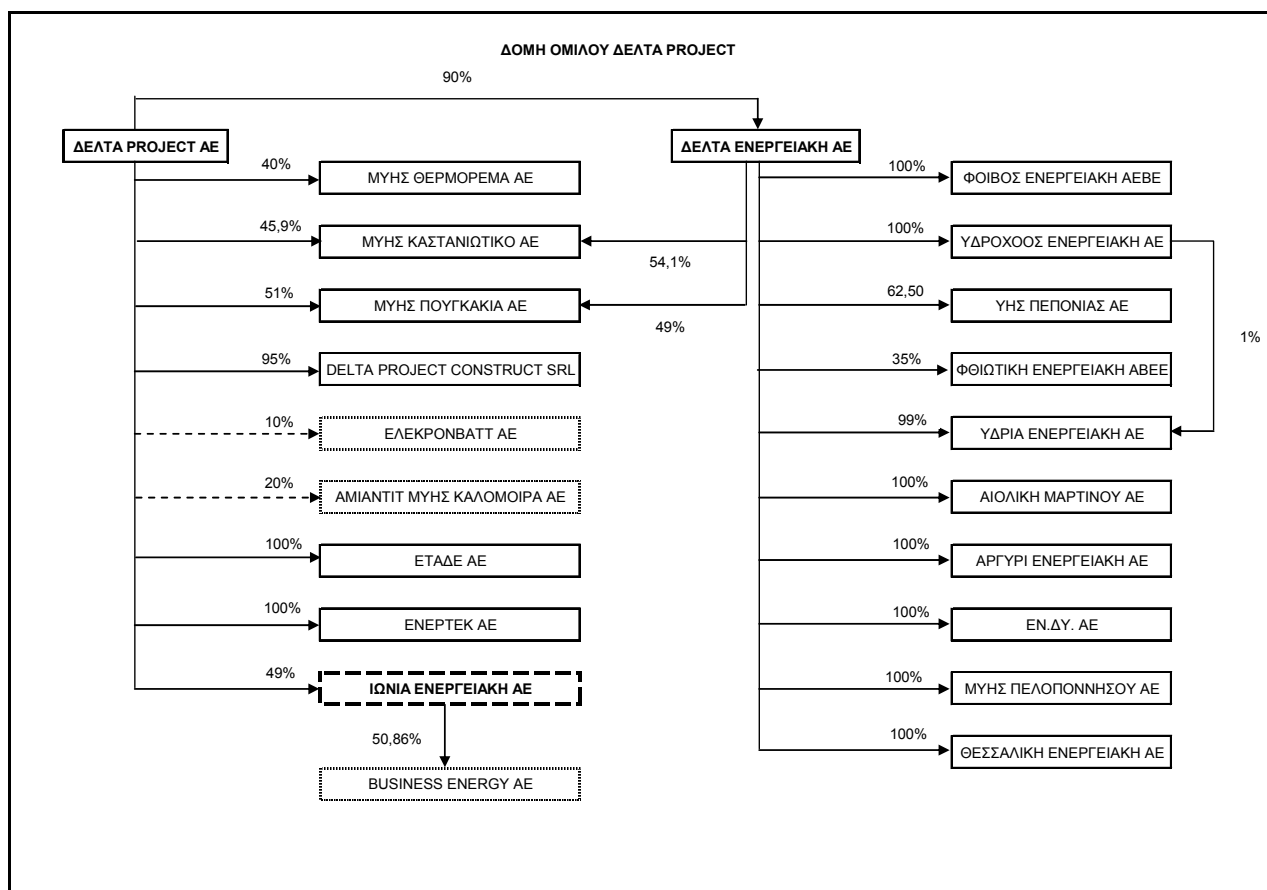 ΔΟΜΗ ΟΜΙΛΟΥ ΔΕΛΤΑ PROJECT
90%
ΔΕΛΤΑ PROJECT ΑΕ
ΔΕΛΤΑ ΕΝΕΡΓΕΙΑΚΗ ΑΕ
40%
ΜΥΗΣ ΘΕΡΜΟΡΕΜΑ ΑΕ
100%
ΦΟΙΒΟΣ ΕΝΕΡΓΕΙΑΚΗ ΑΕΒΕ
45,9%
ΜΥΗΣ ΚΑΣΤΑΝΙΩΤΙΚΟ ΑΕ
54,1%
100%
ΥΔΡΟΧΟΟΣ ΕΝΕΡΓΕΙΑΚΗ ΑΕ
51%
ΜΥΗΣ ΠΟΥΓΚΑΚΙΑ ΑΕ
49%
62,50
ΥΗΣ ΠΕΠΟΝΙΑΣ ΑΕ
1%
95%
DELTA PROJECT CONSTRUCT SRL
35%
ΦΘΙΩΤΙΚΗ ΕΝΕΡΓΕΙΑΚΗ ΑΒΕΕ
10%
ΕΛΕΚΡΟΝΒΑΤΤ ΑΕ
99%
ΥΔΡΙΑ ΕΝΕΡΓΕΙΑΚΗ ΑΕ
20%
ΑΜΙΑΝΤΙΤ ΜΥΗΣ ΚΑΛΟΜΟΙΡΑ ΑΕ
100%
ΑΙΟΛΙΚΗ ΜΑΡΤΙΝΟΥ ΑΕ
100%
ΕΤΑΔΕ ΑΕ
100%
ΑΡΓΥΡΙ ΕΝΕΡΓΕΙΑΚΗ ΑΕ
100%
ΕΝΕΡΤΕΚ ΑΕ
100%
ΕΝ.ΔΥ. ΑΕ
49%
ΙΩΝΙΑ ΕΝΕΡΓΕΙΑΚΗ ΑΕ
100%
ΜΥΗΣ ΠΕΛΟΠΟΝΝΗΣΟΥ ΑΕ
50,86%
BUSINESS ENERGY ΑΕ
100%
ΘΕΣΣΑΛΙΚΗ ΕΝΕΡΓΕΙΑΚΗ ΑΕ